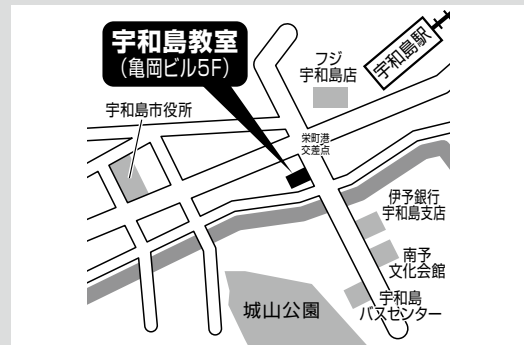 宇和島教室
（亀岡ビル5F）
フジ
宇和島店
宇和島駅
宇和島市役所
栄町港
交差点
伊予銀行
宇和島支店
南予
文化会館
宇和島
バスセンター
城山公園